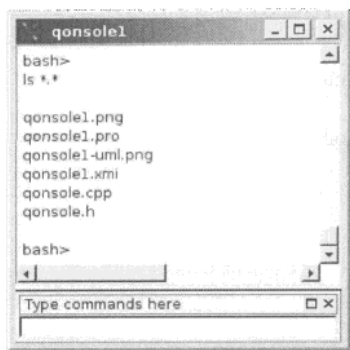 qonsole1
bash>
ls *.*
qonsole1.png
qonsole1.pro
qonsole1-uml.png
qonsole1.xmi
qonsole.cpp
qonsole.h
bash>
Type commands here